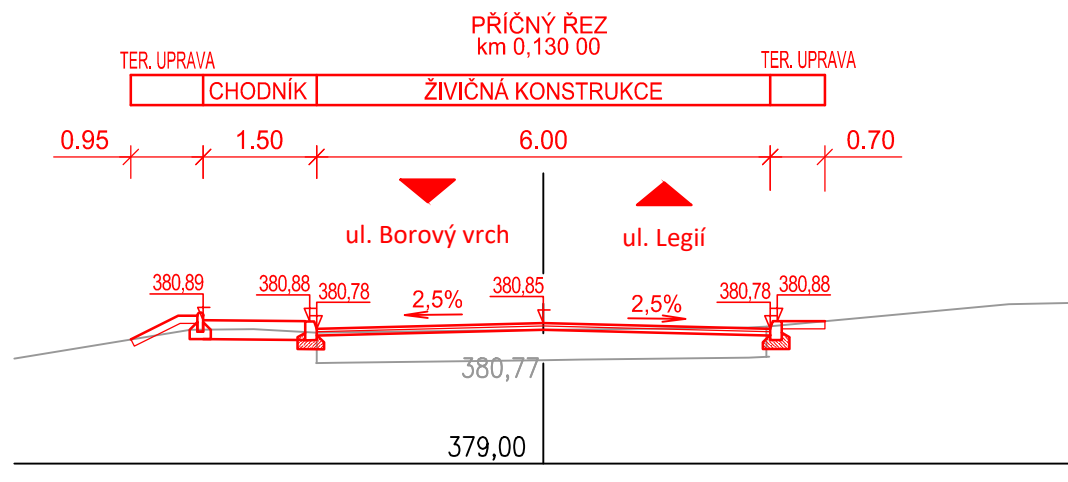 PŘÍČNÝ ŘEZ
km 0,130 00
TER. UPRAVA
TER. UPRAVA
CHODNÍK
ŽIVIČNÁ KONSTRUKCE
0.95
1.50
6.00
0.70
ul. Borový vrch
ul. Legií
380,89
380,88
380,78
2,5%
380,85
2,5%
380,78
380,88
380,77
379,00